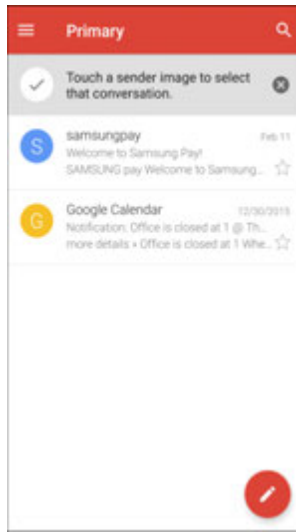 Primary
Touch a sender image to select
that conversation.
S
samsungpay
Feb 11
Welcome to Samsung Pay!
SAMSUNG pay Welcome to Samsung...
G
Google Calendar
12/30/2015
Notification: Office is closed at 1 @ Th...
more details » Office is closed at 1 Whe...